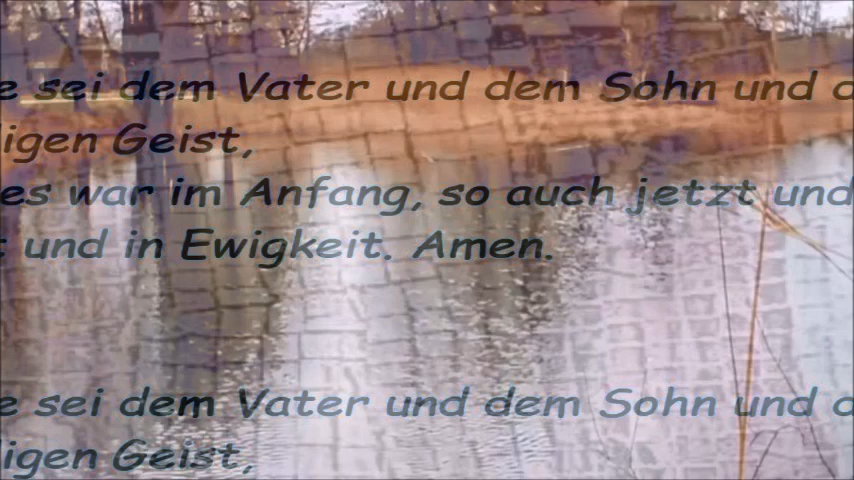 e sei dem Vater und dem Sohn und d
igen Geist,
es war im Anfang, so auch jetzt und
t und in Ewigkeit. Amen.
e sei dem Vater und dem Sohn und d
igen Geist,